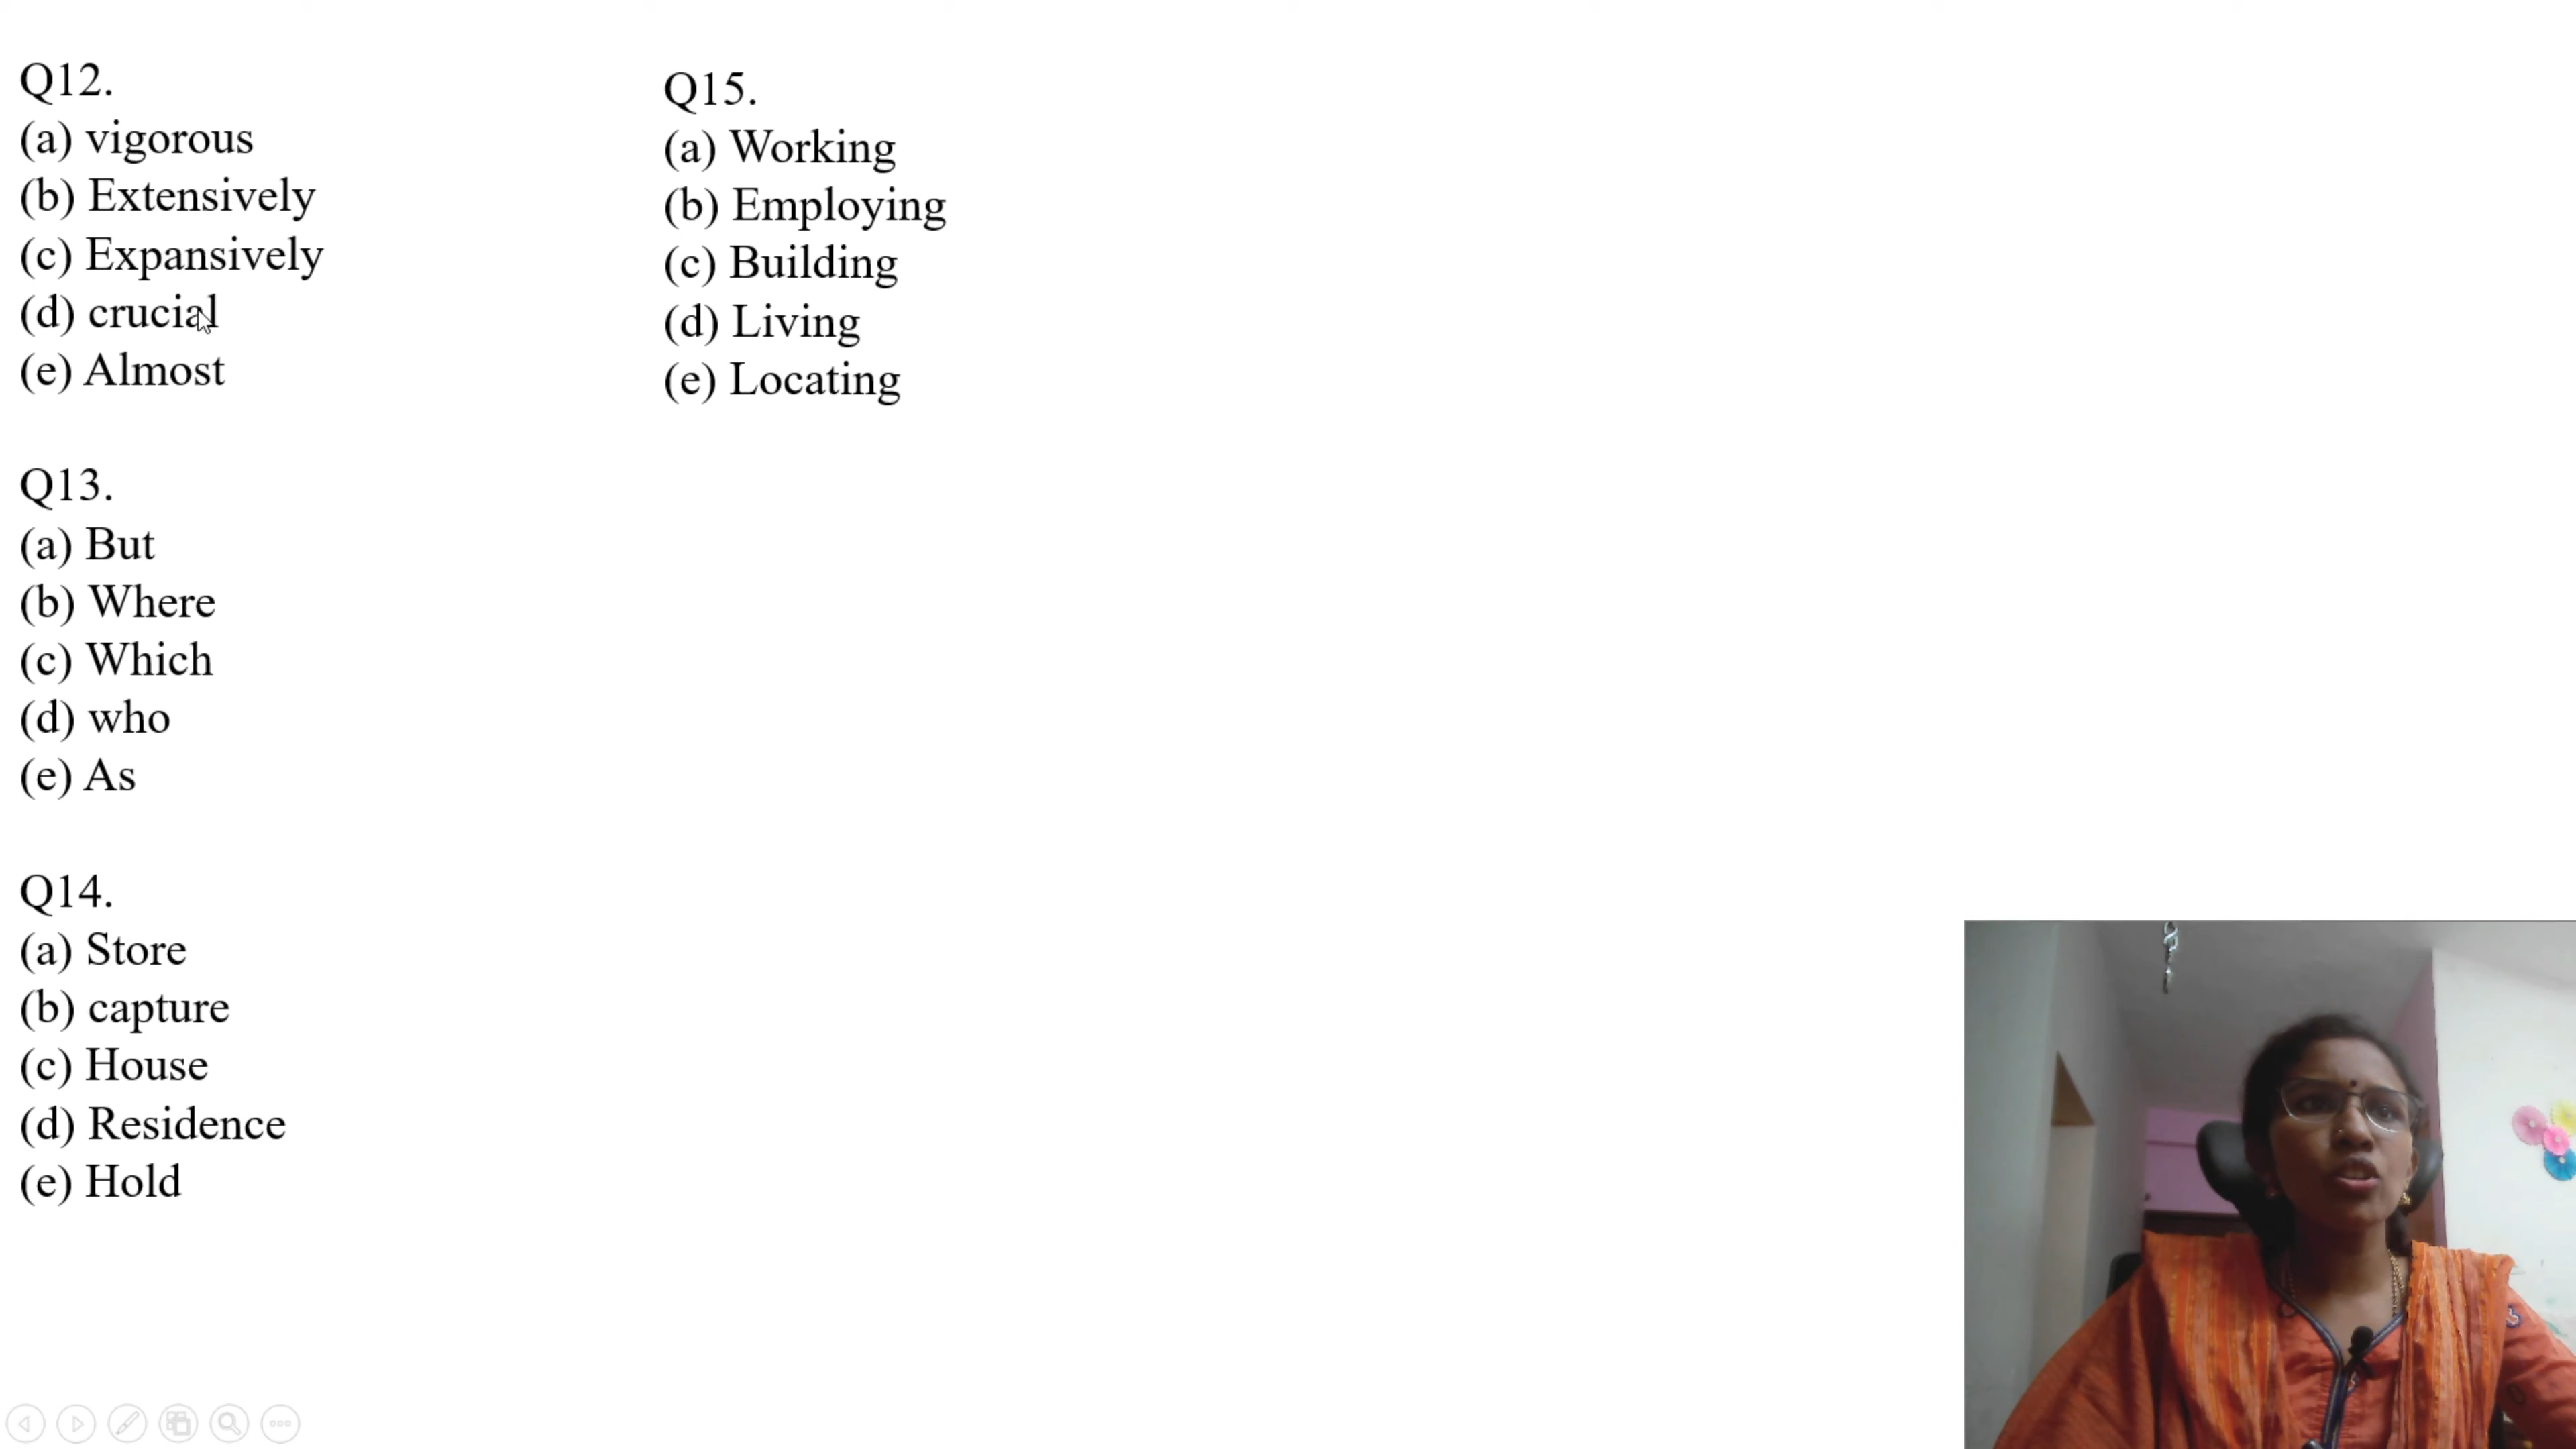 Q12.
(a) vigorous
(b) Extensively
(c) Expansively
(d) crucial
(e) Almost
Q13.
(a) But
(b) Where
(c) Which
(d) who
(e) As
Q14.
(a) Store
(b) capture
(c) House
(d) Residence
(e) Hold
Q15.
(a) Working
(b) Employing
(c) Building
(d) Living
(e) Locating